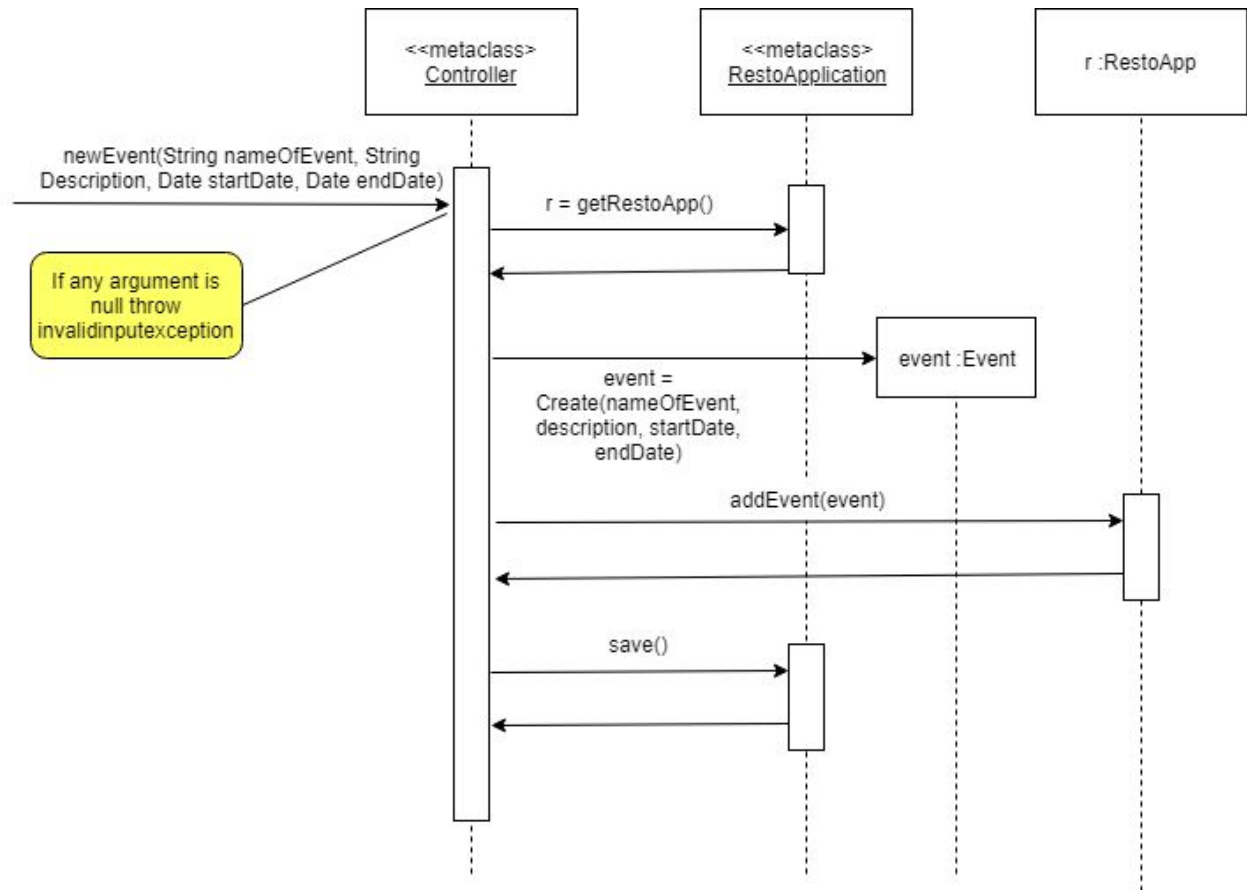 <<metaclass>
Controller
<<metaclass>
RestoApplication
r :RestoApp
newEvent(String nameOfEvent, String
Description, Date startDate, Date endDate)
r = getRestoApp()
If any argument is
null throw
invalidinputexception
event :Event
event =
Create(nameOfEvent,
description, startDate,
endDate)
addEvent(event)
save()